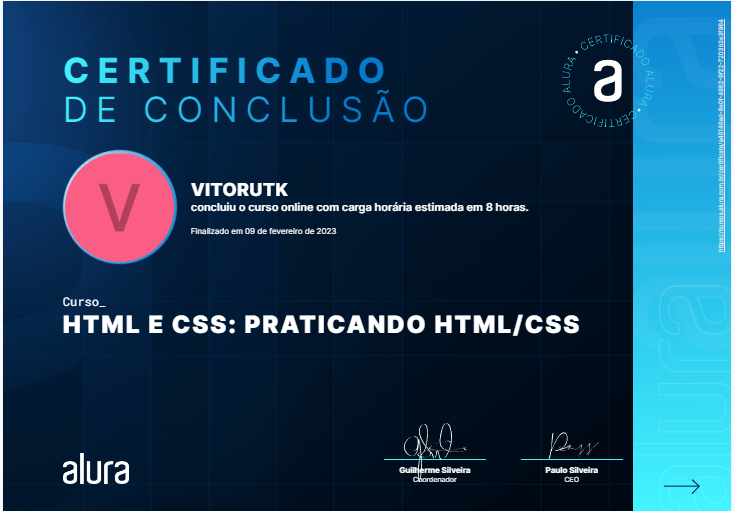 CERTIFICADO
DE CONCLUSÃO
CERTIFICADO ALURA • CERTIFICADO ALURA •
a
V
VITORUTK
concluiu o curso online com carga horária estimada em 8 horas.
Finalizado em 09 de fevereiro de 2023
Curso_
HTML E CSS: PRATICANDO HTML/CSS
alura
Guilherme Silveira
Coordenador
Paulo Silveira
CEO
alura